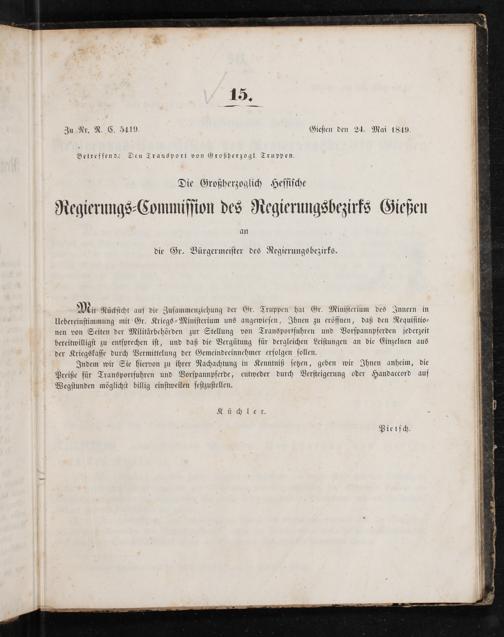 15.
Zu Nr. R. C. 5419. Gießen den 24. Mai 1849.
Betreffend: Den Transport von Großherzogl. Truppen.
Die Großherzoglich Hessische
Regierungs-Commission des Regierungsbezirks Gießen
an
die Gr. Bürgermeister des Regierungsbezirks.
Mit Rücksicht auf die Zusammenziehung der Gr. Truppen hat Gr. Ministerium des Innern in
Uebereinstimmung mit Gr. Kriegs-Ministerium uns angewiesen, Ihnen zu eröffnen, daß den Requisitio-
nen von Seiten der Militärbehörden zur Stellung von Transportfuhren und Vorspannpferden jederzeit
bereitwilligst zu entsprechen ist, und daß die Vergütung für dergleichen Leistungen an die Einzelnen aus
der Kriegskasse durch Vermittelung der Gemeindeeinnehmer erfolgen sollen.
Indem wir Sie hiervon zu ihrer Nachachtung in Kenntniß setzen, geben wir Ihnen anheim, die
Preiße für Transportfuhren und Vorspannpferde, entweder durch Versteigerung oder Handaccord auf
Wegstunden möglichst billig einstweilen festzustellen.
Küchler.
Pietsch.